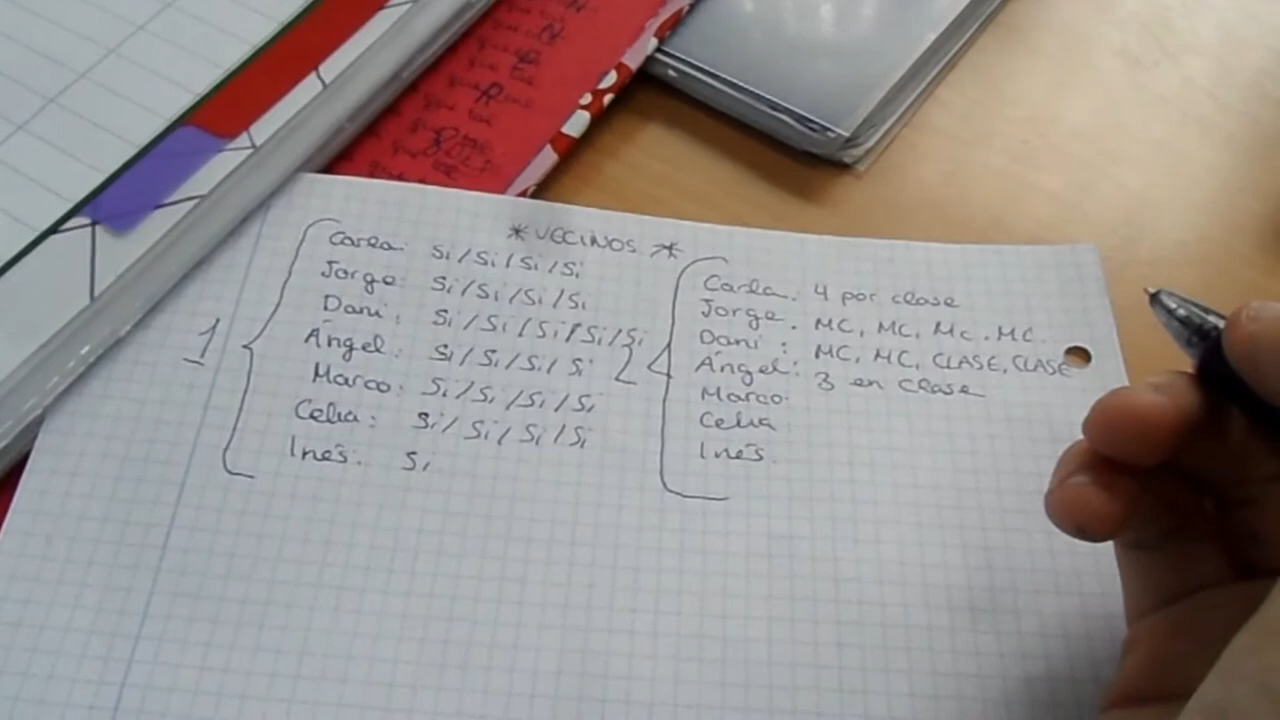 *VECINOS*
1
Carla: Si/Si/Si/Si
Jorge: Si/Si/Si/Si
Dani: Si/Si/Si/Si/Si
Ángel: Si/Si/Si/Si
Marco: Si/Si/Si/Si
Celia: Si/Si/Si/Si
Inés: Si
2
Carla: 4 por clase
Jorge. MC, MC, MC. MC.
Dani: MC, MC, CLASE, CLASE
Ángel: 3 en clase
Marco:
Celia
Inés.